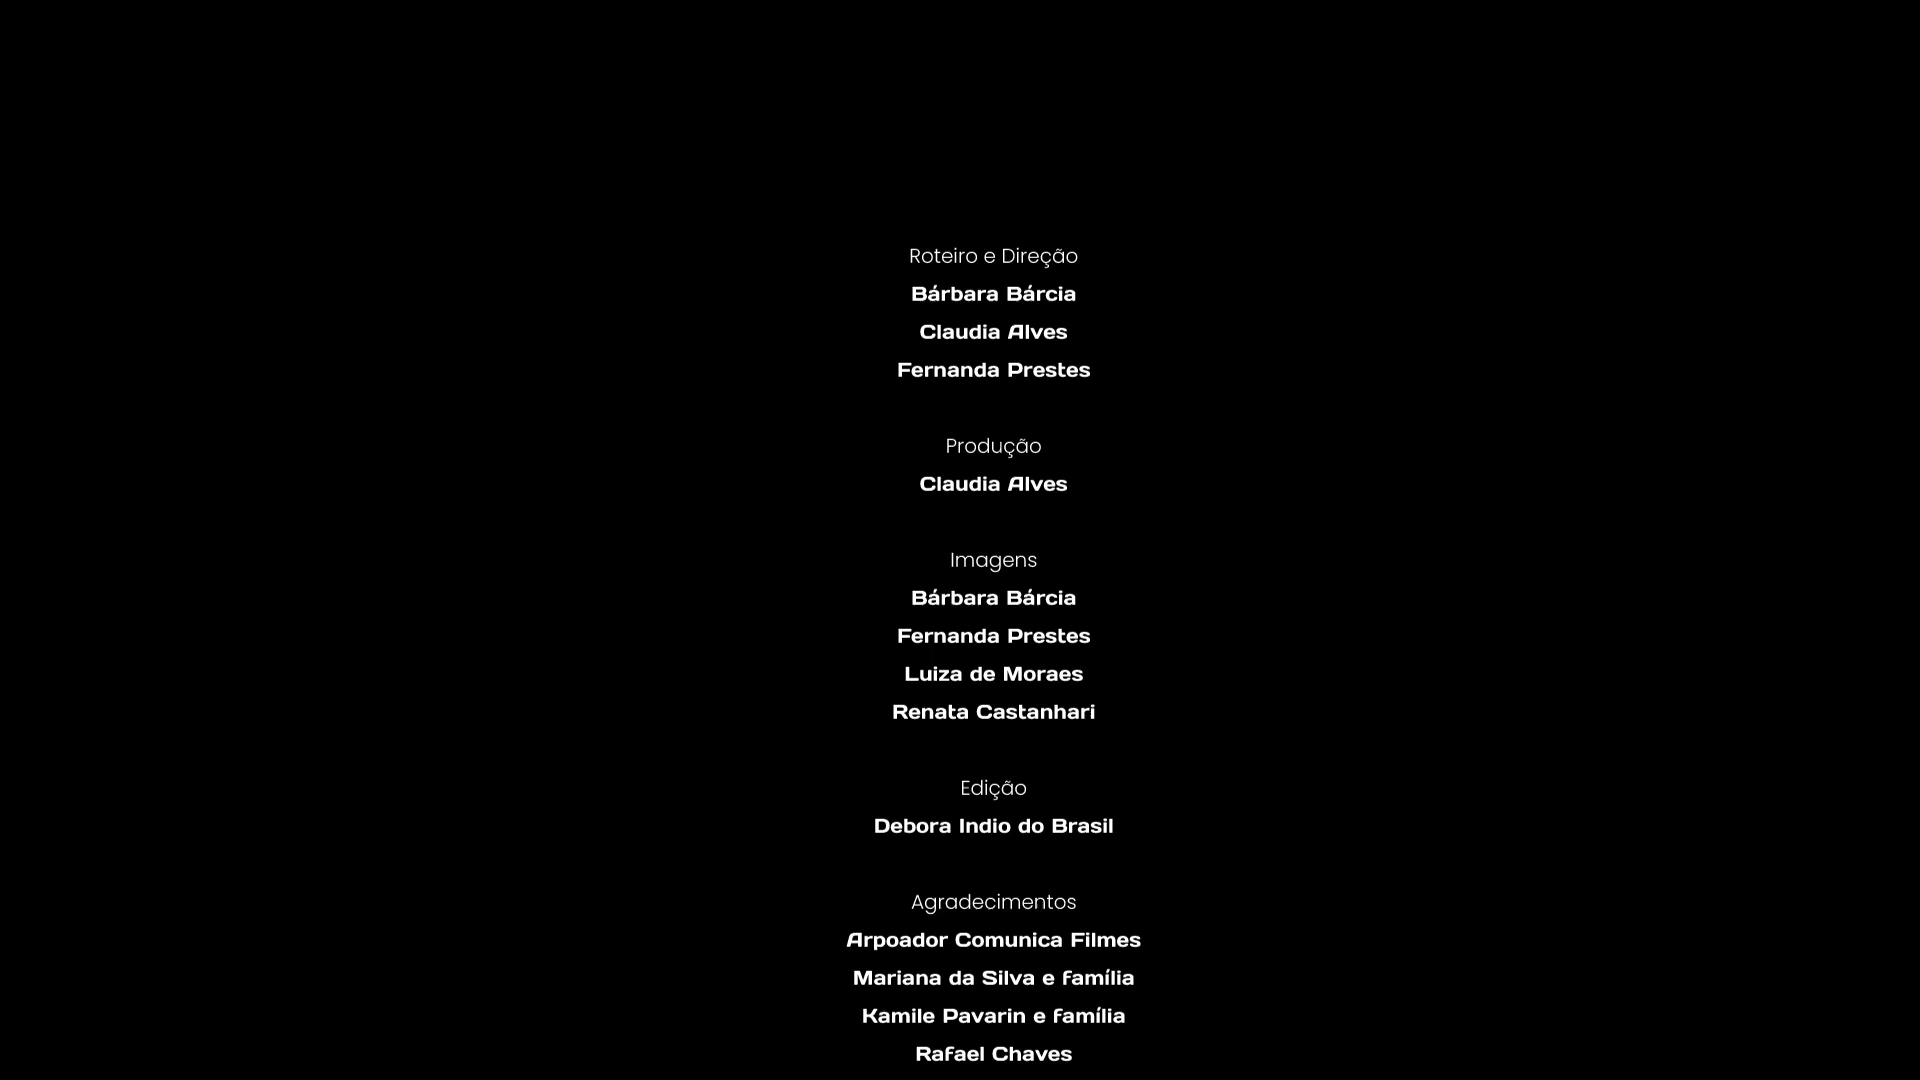 Roteiro e Direção
Bárbara Bárcia
Claudia Alves
Fernanda Prestes
Produção
Claudia Alves
Imagens
Bárbara Bárcia
Fernanda Prestes
Luiza de Moraes
Renata Castanhari
Edição
Debora Indio do Brasil
Agradecimentos
Arpoador Comunica Filmes
Mariana da Silva e família
Kamile Pavarin e família
Rafael Chaves